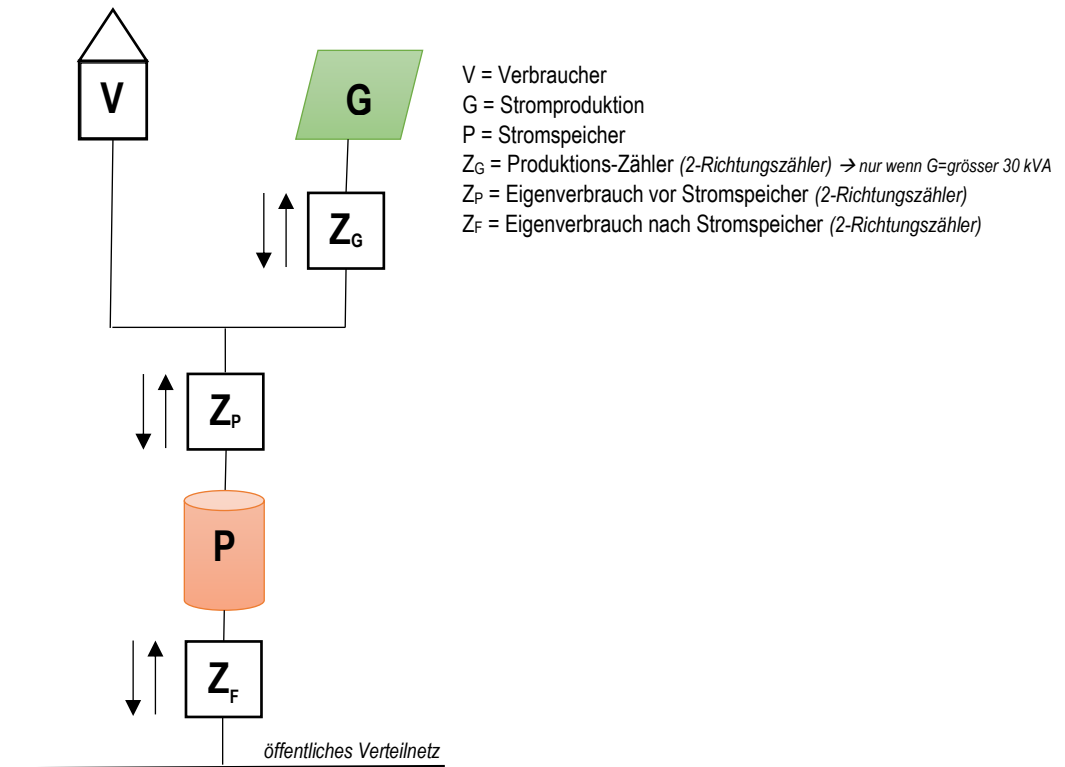 V
G
V = Verbraucher
G = Stromproduktion
P = Stromspeicher
ZG = Produktions-Zähler (2-Richtungszähler) → nur wenn G=grösser 30 kVA
ZP = Eigenverbrauch vor Stromspeicher (2-Richtungszähler)
ZF = Eigenverbrauch nach Stromspeicher (2-Richtungszähler)
ZG
ZP
P
ZF
öffentliches Verteilnetz